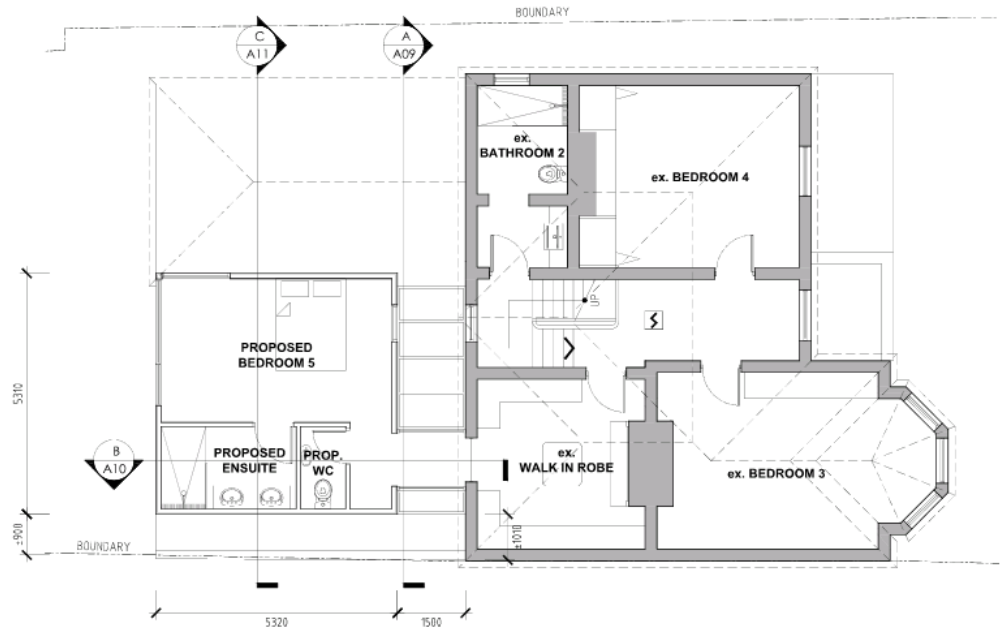 BOUNDARY
C
A11
A
A09
ex.
BATHROOM 2
ex. BEDROOM 4
UP
PROPOSED
BEDROOM 5
5310
B
A10
PROPOSED
ENSUITE
PROP.
WC
ex.
WALK IN ROBE
ex. BEDROOM 3
±900
±1010
BOUNDARY
5320
1500